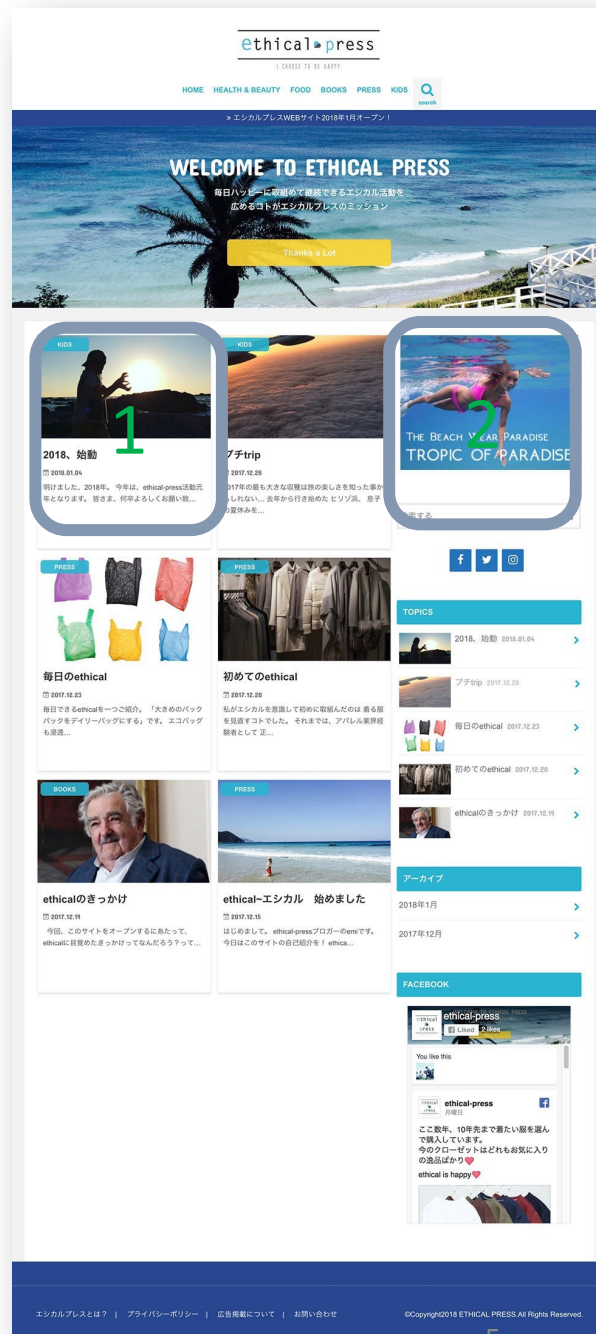 ethical press
I CHOOSE TO BE HAPPY
HOME HEALTH & BEAUTY FOOD BOOKS PRESS KIDS search
» エシカルプレスWEBサイト2018年1月オープン！
WELCOME TO ETHICAL PRESS
毎日ハッピーに取組めて継続できるエシカル活動を
広めるコトがエシカルプレスのミッション
Thanks a Lot
KIDS
1
2018、始動
2018.01.04
明けました、2018年。 今年は、ethical-press活動元
年となります。 皆さま、何卒よろしくお願い致…
KIDS
プチtrip
2017.12.28
2017年の最も大きな収穫は旅の楽しさを知った事か
もしれない… 去年から行き始めた ヒリゾ浜、 息子
の夏休みを…
2
THE BEACH WEAR PARADISE
TROPIC OF PARADISE
検索する
PRESS
毎日のethical
2017.12.23
毎日できるethicalを一つご紹介。 「大きめのバック
パックをデイリーバッグにする」です。 エコバッグ
も浸透…
PRESS
初めてのethical
2017.12.20
私がエシカルを意識して初めに取組んだのは 着る服
を見直すコトでした。 それまでは、アパレル業界経
験者として 正…
BOOKS
ethicalのきっかけ
2017.12.19
今回、このサイトをオープンするにあたって、
ethicalに目覚めたきっかけってなんだろう？って…
PRESS
ethical~エシカル 始めました
2017.12.15
はじめまして。 ethical-pressブロガーのemiです。
今日はこのサイトの自己紹介を！ ethica…
TOPICS
2018、始動 2018.01.04
プチtrip 2017.12.28
毎日のethical 2017.12.23
初めてのethical 2017.12.20
ethicalのきっかけ 2017.12.19
アーカイブ
2018年1月
2017年12月
FACEBOOK
ethical press
ethical-press
Liked 2 likes
You like this
ethical press
ethical-press
月曜日
ここ数年、10年先まで着たい服を選ん
で購入しています。
今のクローゼットはどれもお気に入り
の逸品ばかり❤
ethical is happy❤
エシカルプレスとは？ | プライバシーポリシー | 広告掲載について | お問い合わせ
©Copyright2018 ETHICAL PRESS.All Rights Reserved.